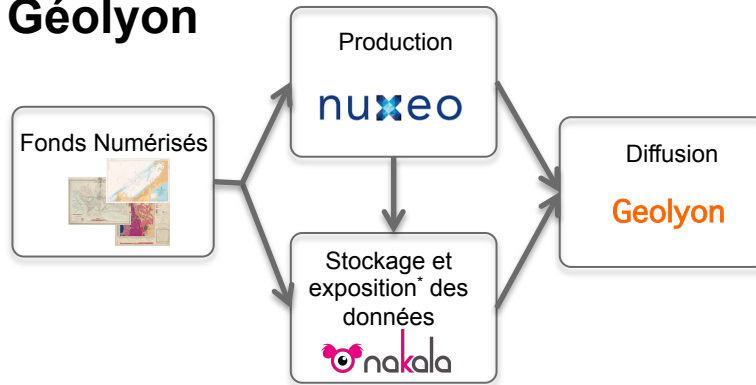 Géolyon
Production
nuxeo
Fonds Numérisés
Diffusion
Geolyon
Stockage et
exposition* des
données
nakala